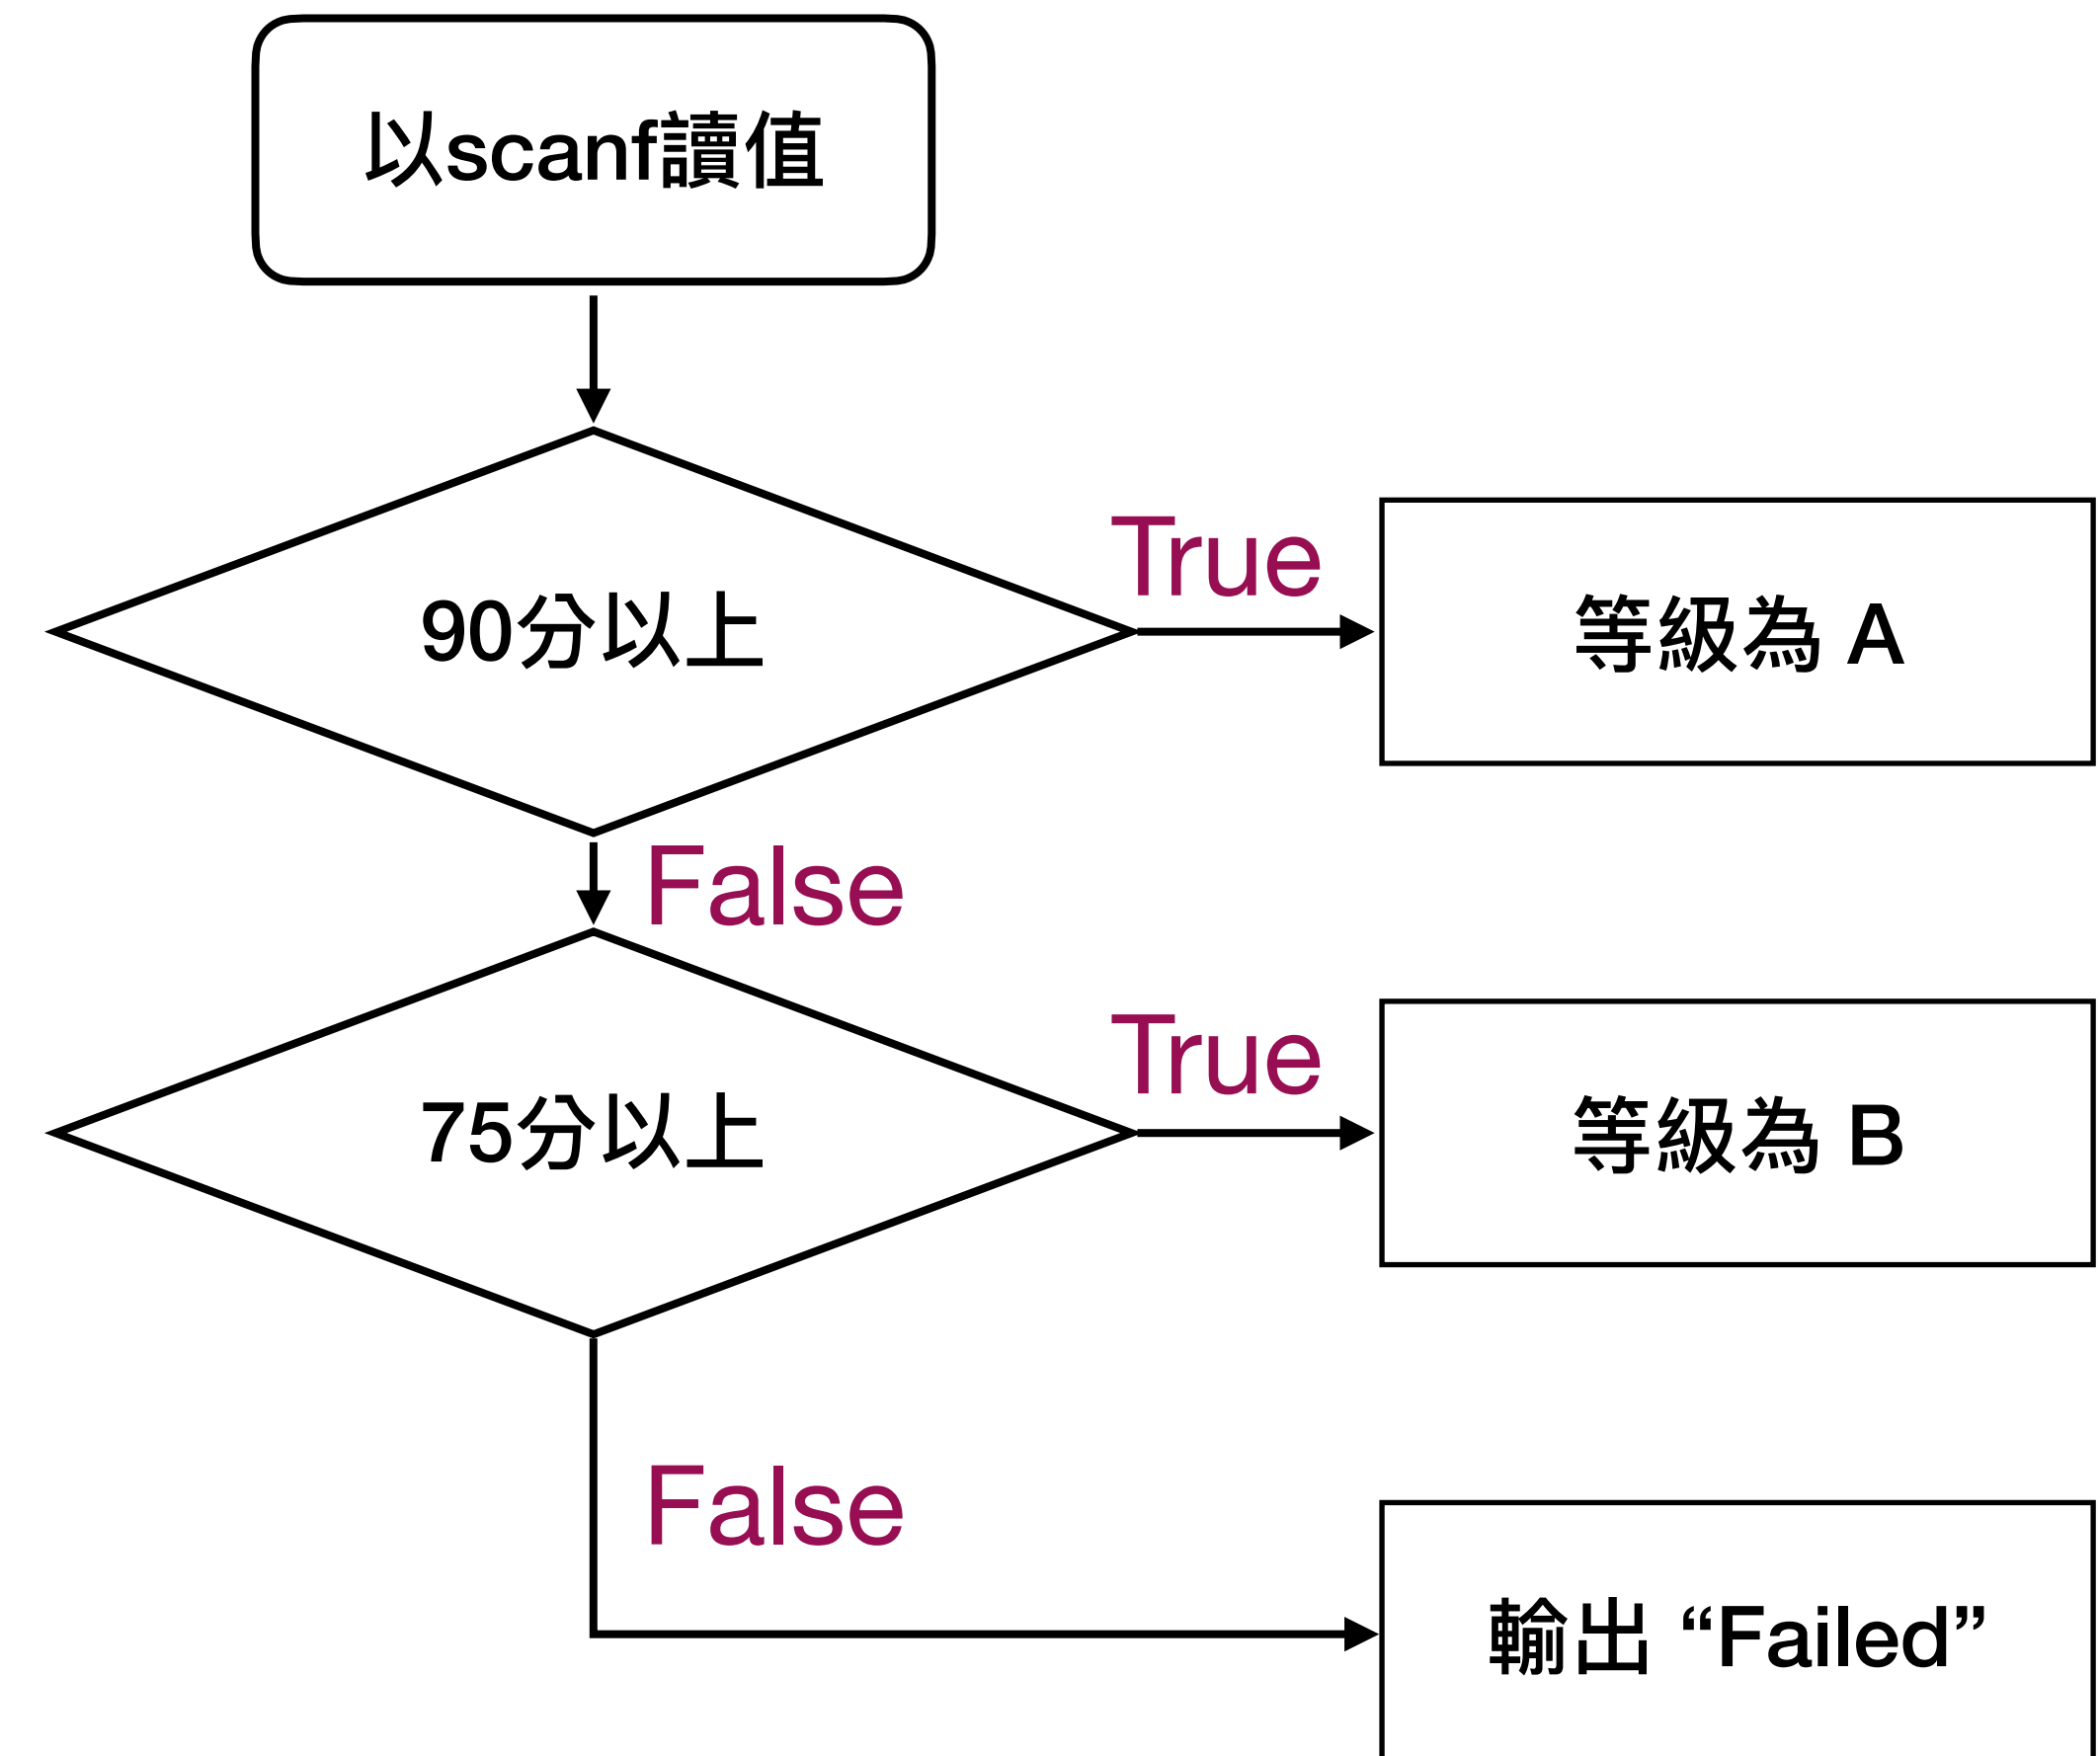 以scanf讀值
True
90分以上
等級為 A
False
True
75分以上
等級為 B
False
輸出 “Failed”